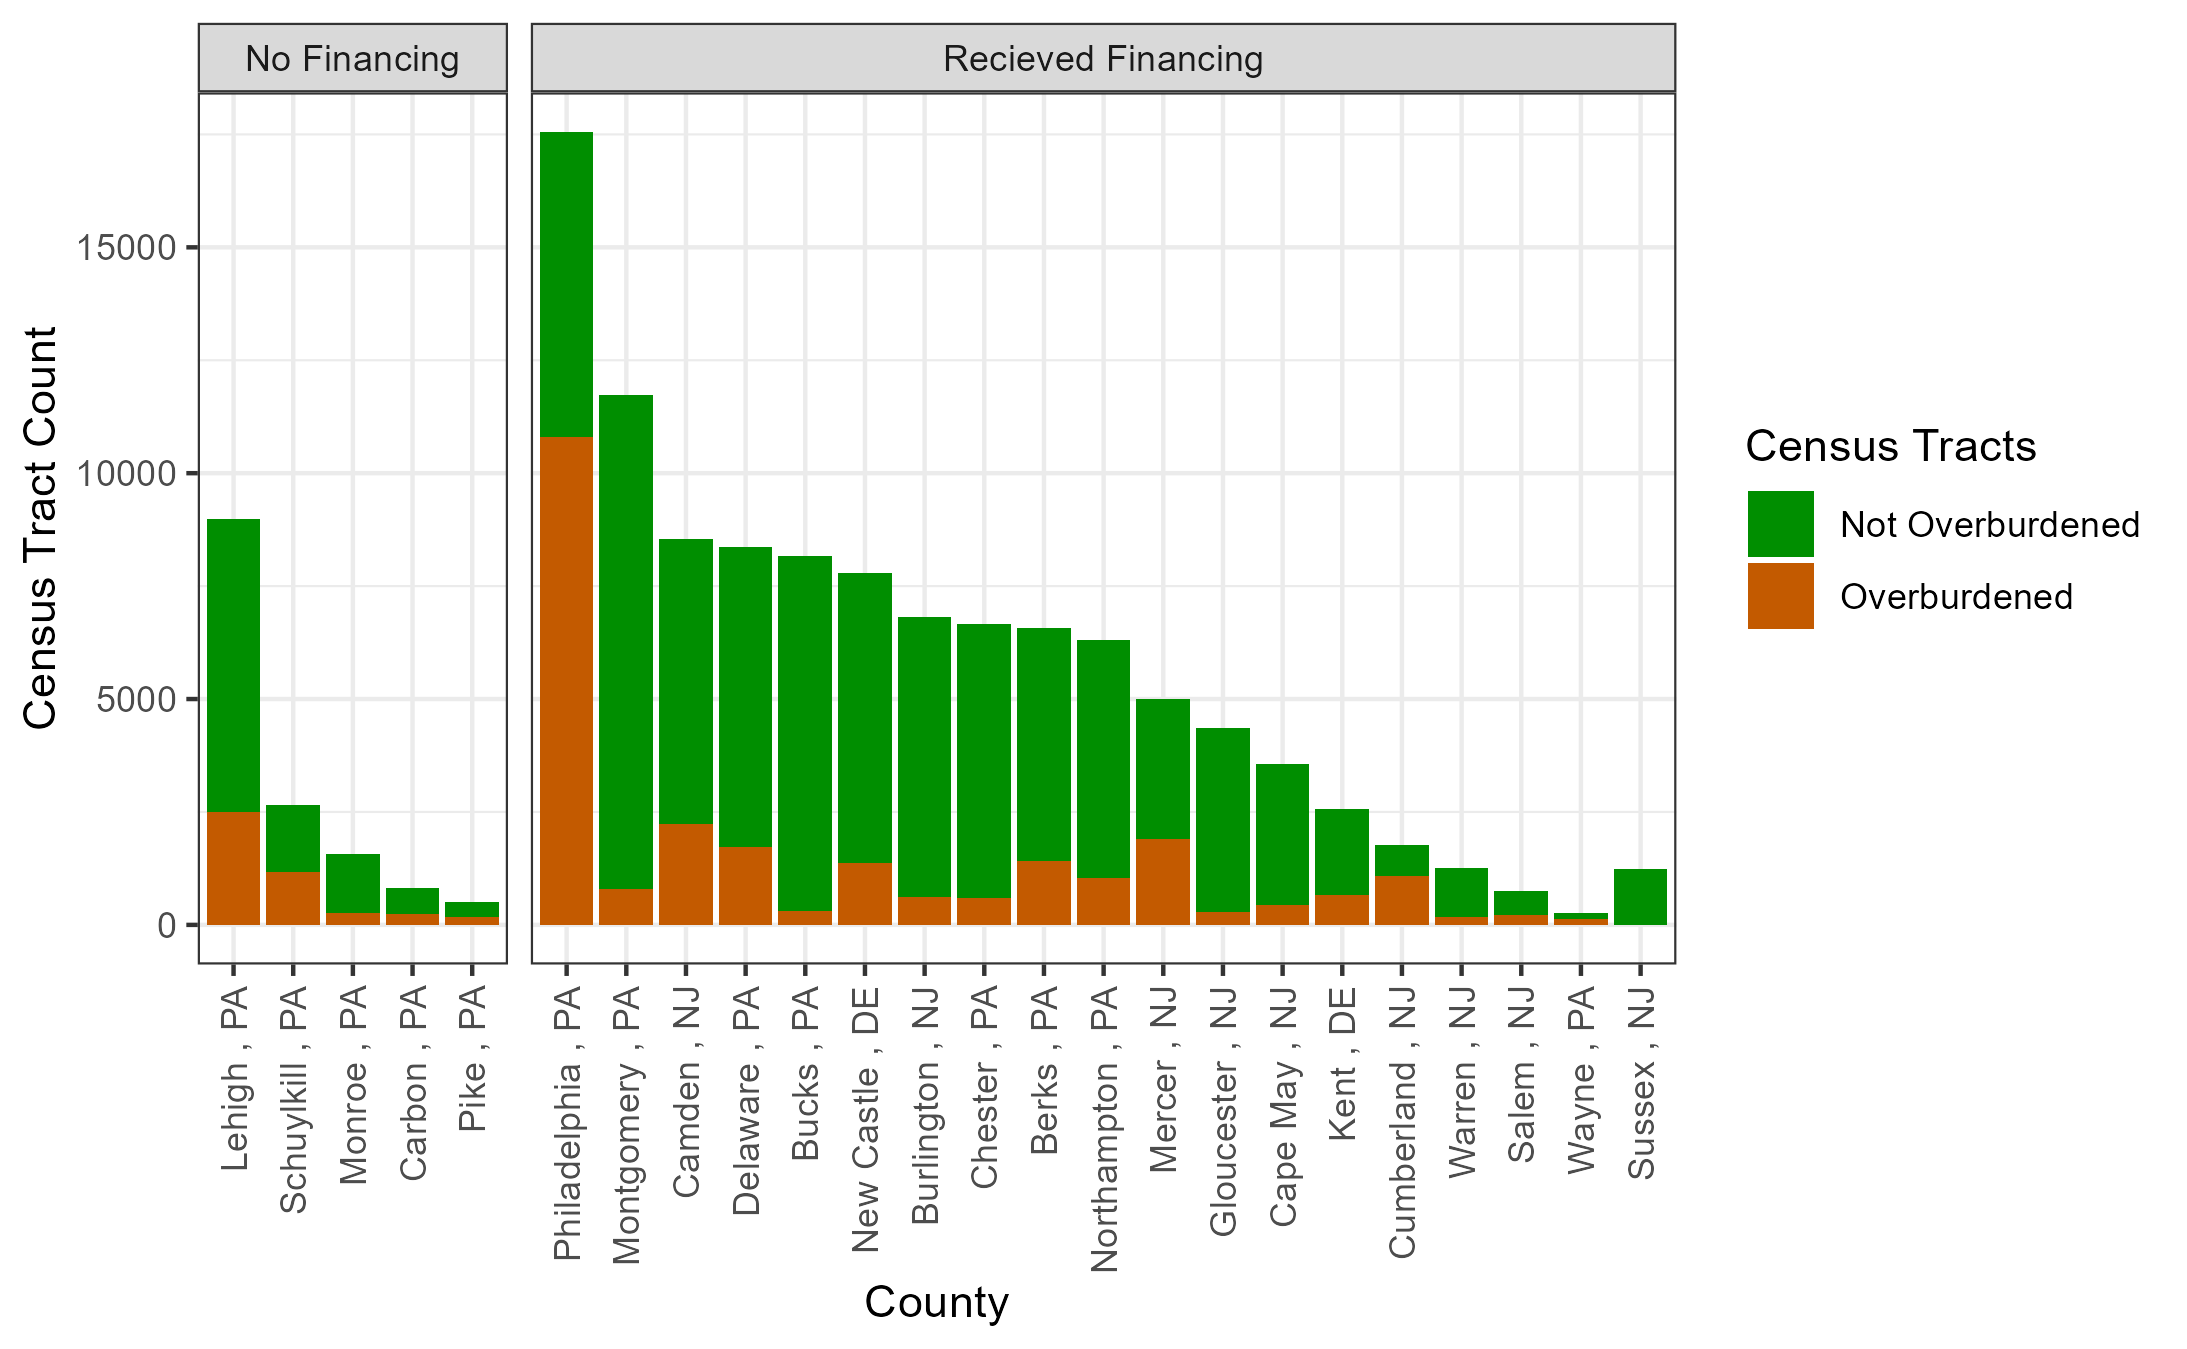 No Financing
Recieved Financing
Census Tract Count
15000
10000
5000
0
Lehigh , PA
Schuylkill , PA
Monroe , PA
Carbon , PA
Pike , PA
Philadelphia , PA
Montgomery , PA
Camden , NJ
Delaware , PA
Bucks , PA
New Castle , DE
Burlington , NJ
Chester , PA
Berks , PA
Northampton , PA
Mercer , NJ
Gloucester , NJ
Cape May , NJ
Kent , DE
Cumberland , NJ
Warren , NJ
Salem , NJ
Wayne , PA
Sussex , NJ
County
Census Tracts
Not Overburdened
Overburdened